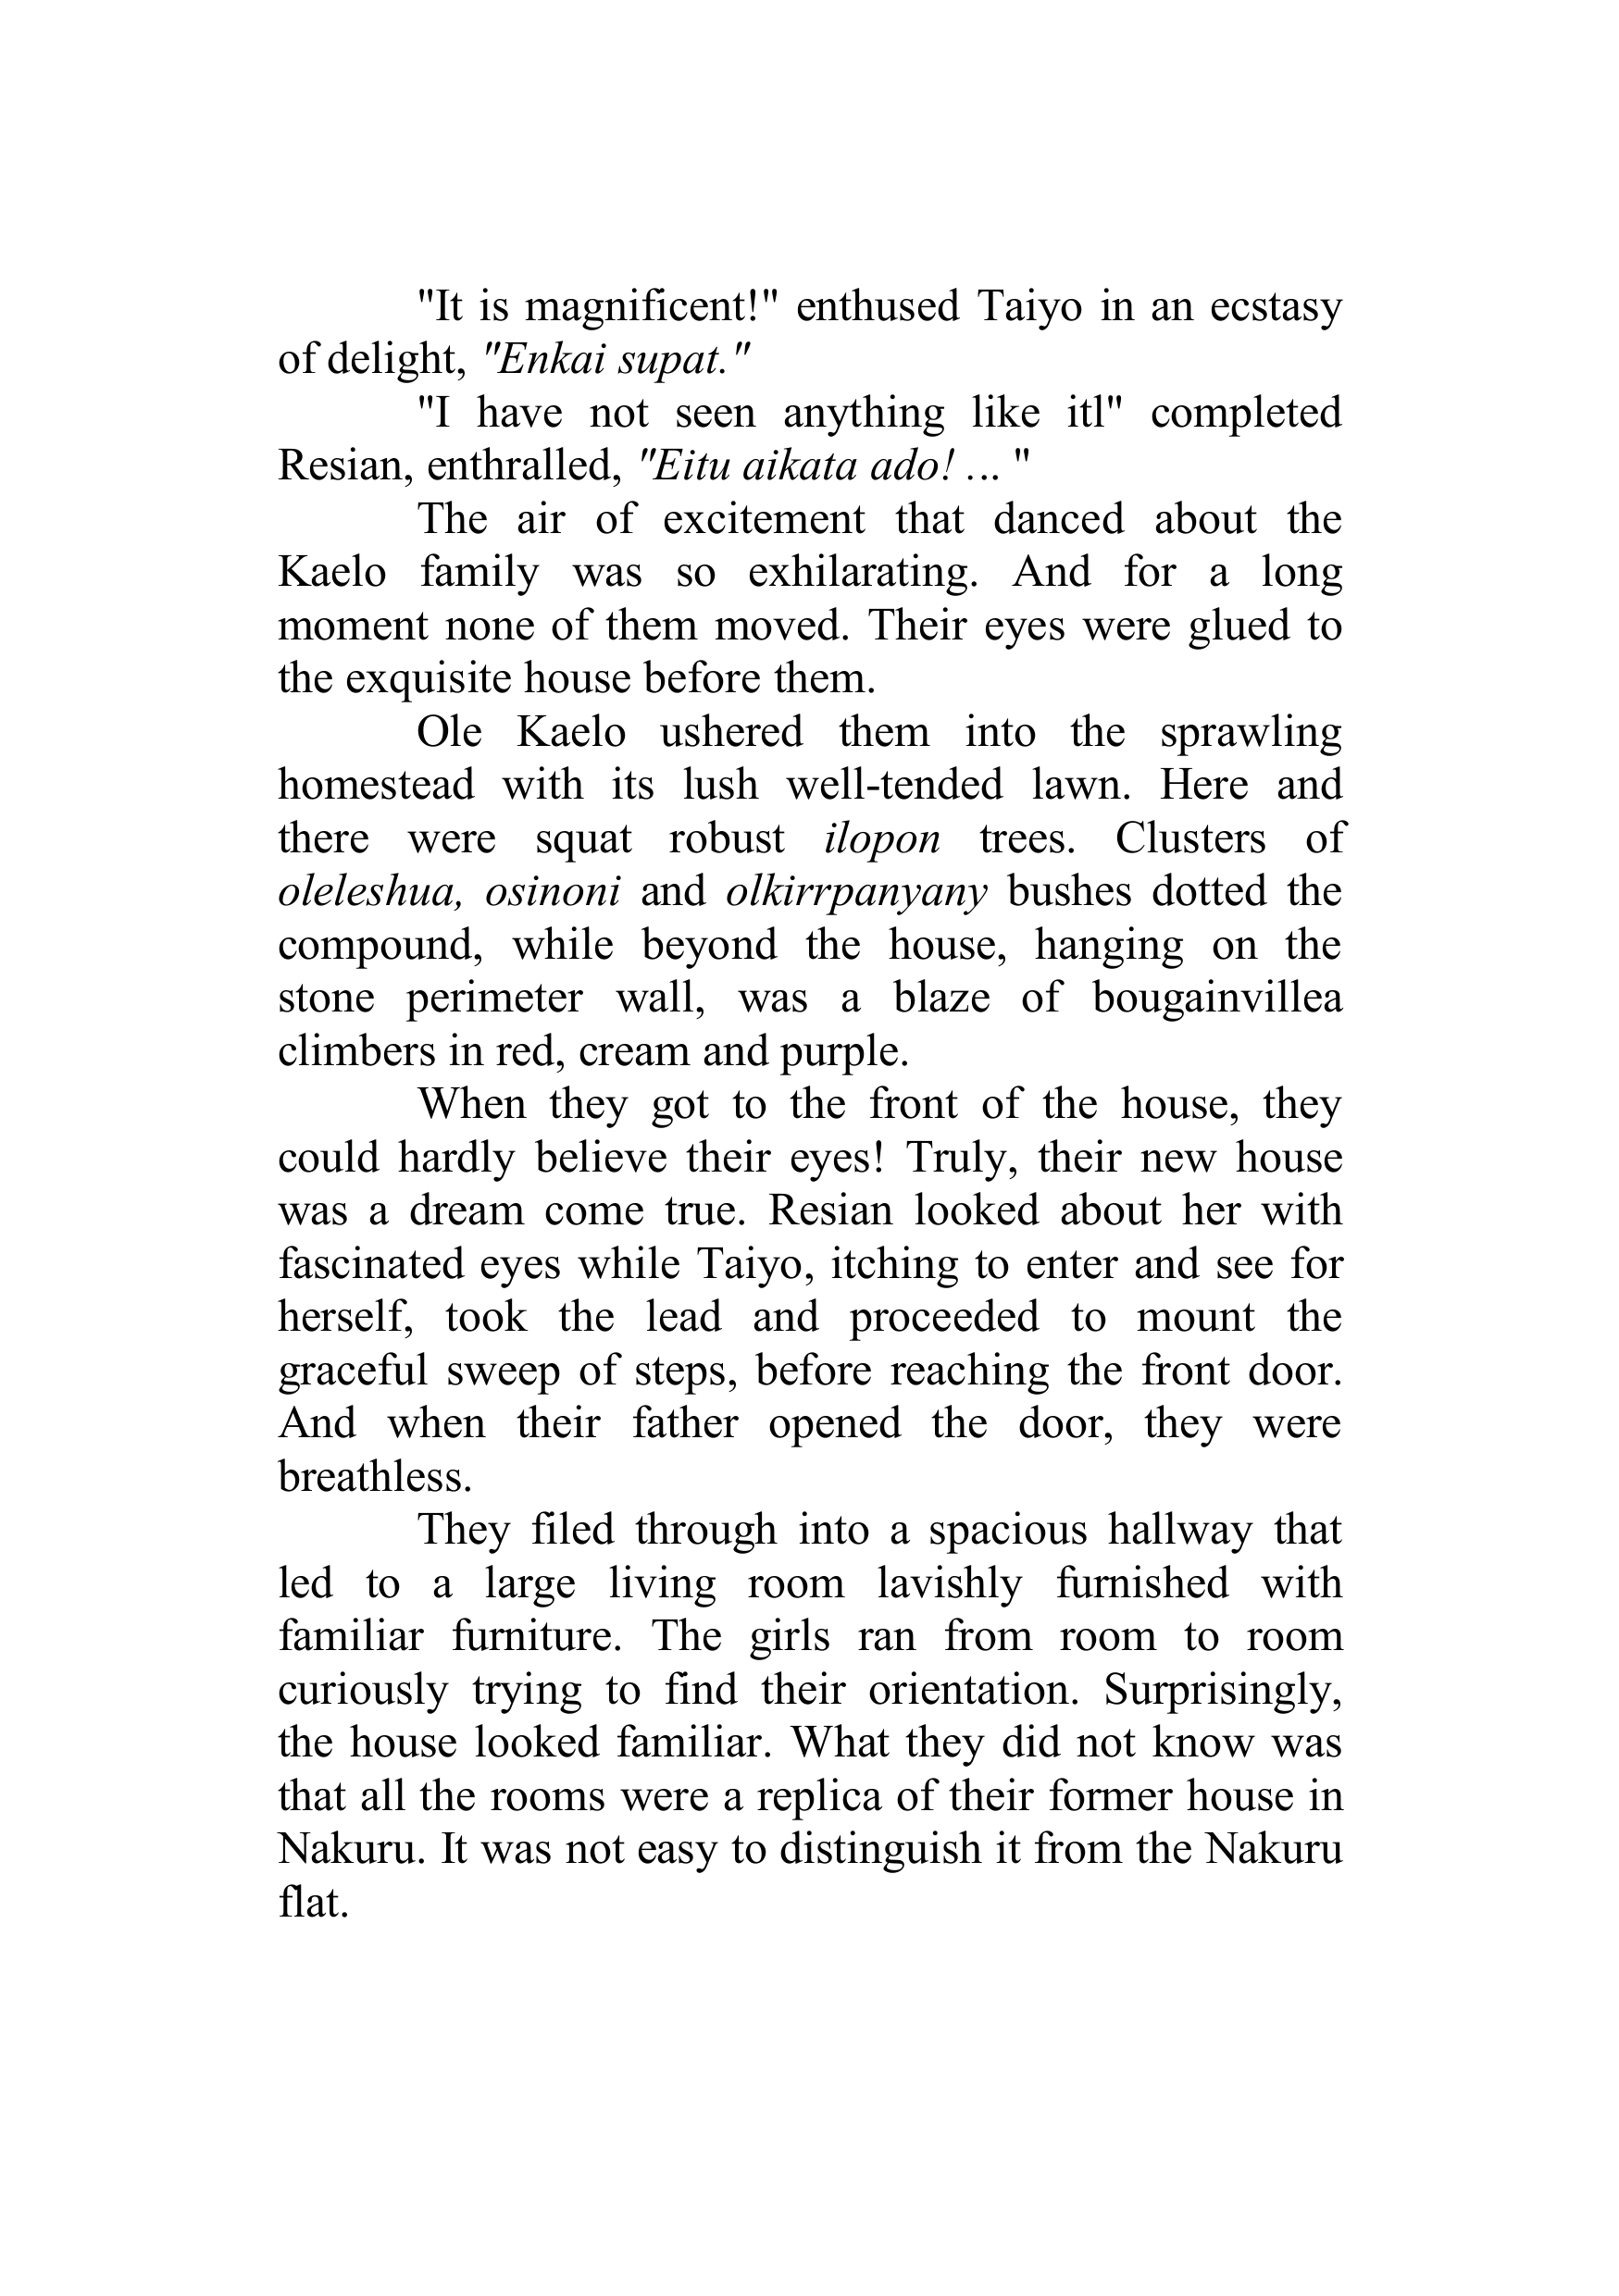 "It is magnificent!" enthused Taiyo in an ecstasy
of delight, "Enkai supat."
"I have not seen anything like itl" completed
Resian, enthralled, "Eitu aikata ado! ... "
The air of excitement that danced about the
Kaelo family was so exhilarating. And for a long
moment none of them moved. Their eyes were glued to
the exquisite house before them.
Ole Kaelo ushered them into the sprawling
homestead with its lush well-tended lawn. Here and
there were squat robust ilopon trees. Clusters of
oleleshua, osinoni and olkirrpanyany bushes dotted the
compound, while beyond the house, hanging on the
stone perimeter wall, was a blaze of bougainvillea
climbers in red, cream and purple.
When they got to the front of the house, they
could hardly believe their eyes! Truly, their new house
was a dream come true. Resian looked about her with
fascinated eyes while Taiyo, itching to enter and see for
herself, took the lead and proceeded to mount the
graceful sweep of steps, before reaching the front door.
And when their father opened the door, they were
breathless.
They filed through into a spacious hallway that
led to a large living room lavishly furnished with
familiar furniture. The girls ran from room to room
curiously trying to find their orientation. Surprisingly,
the house looked familiar. What they did not know was
that all the rooms were a replica of their former house in
Nakuru. It was not easy to distinguish it from the Nakuru
flat.